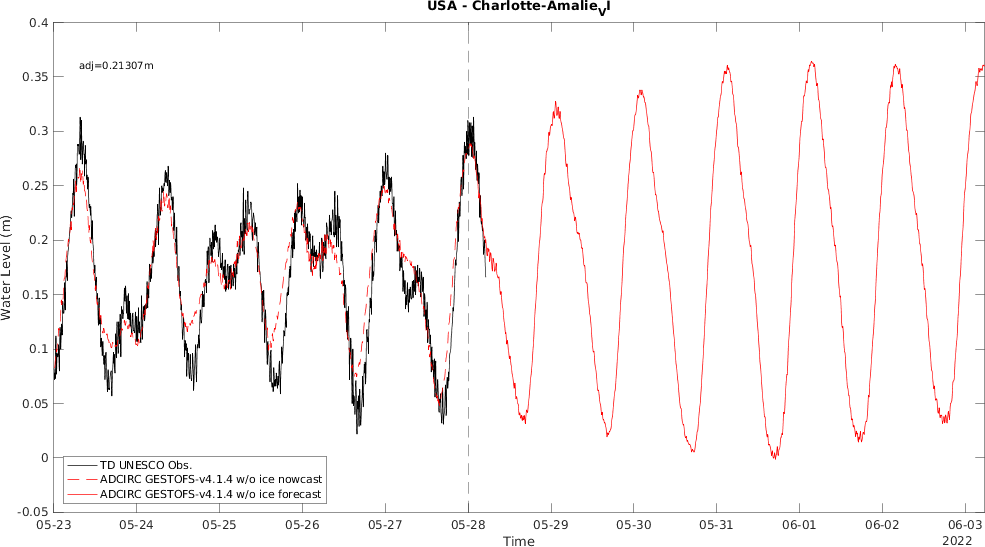 USA - Charlotte-Amalie_VI
adj=0.21307m
0.4
0.35
0.3
0.25
0.2
0.15
0.1
0.05
0
-0.05
Water Level (m)
TD UNESCO Obs.
ADCIRC GESTOFS-v4.1.4 w/o ice nowcast
ADCIRC GESTOFS-v4.1.4 w/o ice forecast
05-23 05-24 05-25 05-26 05-27 05-28 05-29 05-30 05-31 06-01 06-02 06-03
Time
2022